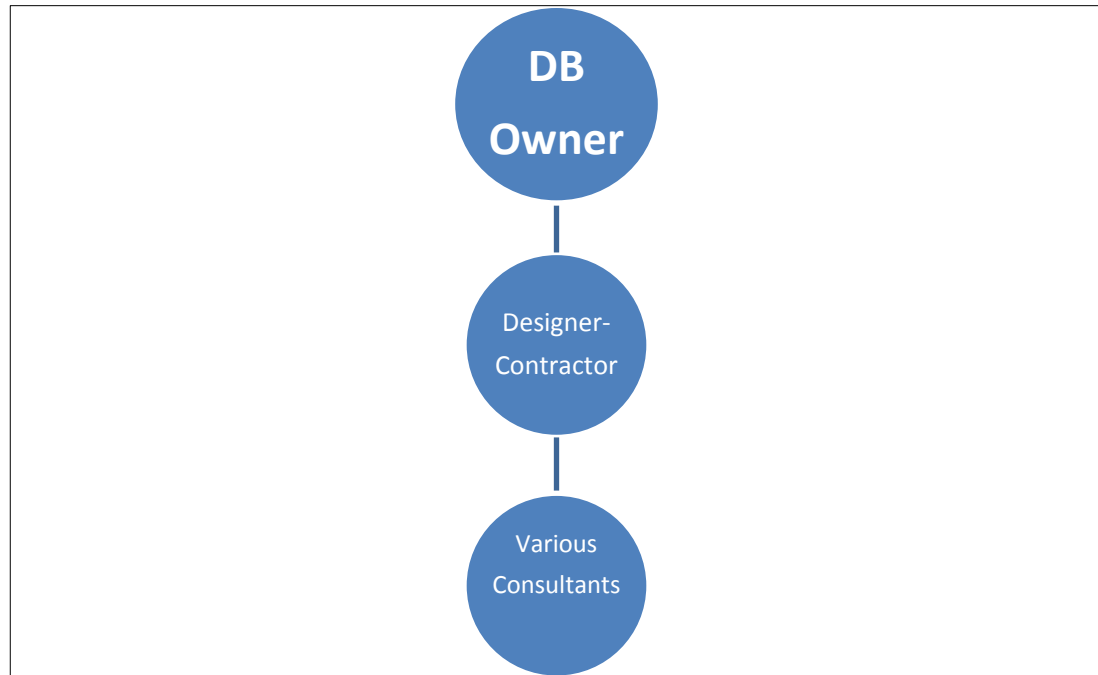 DB
Owner
Designer-
Contractor
Various
Consultants